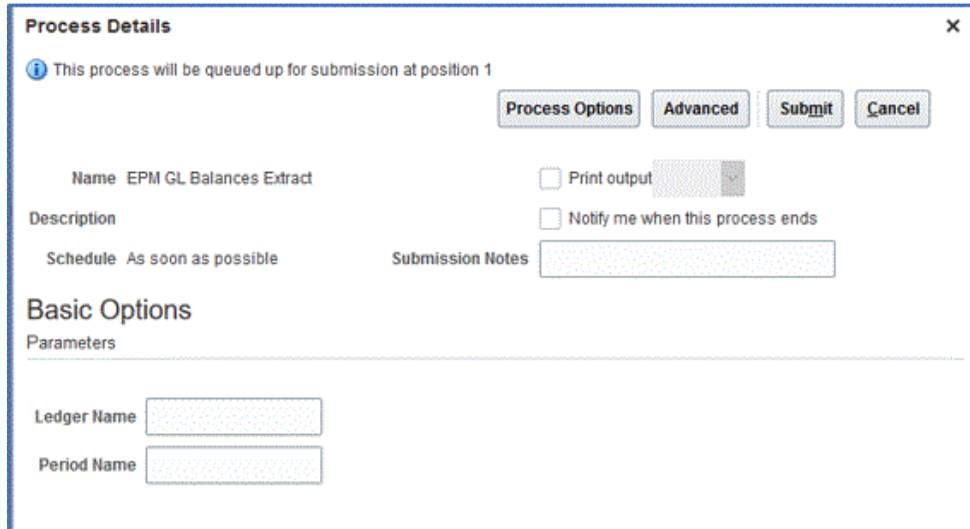 Process Details
This process will be queued up for submission at position 1
Process Options Advanced Submit Cancel
Name EPM GL Balances Extract Print output
Description Notify me when this process ends
Schedule As soon as possible Submission Notes
Basic Options
Parameters
Ledger Name
Period Name